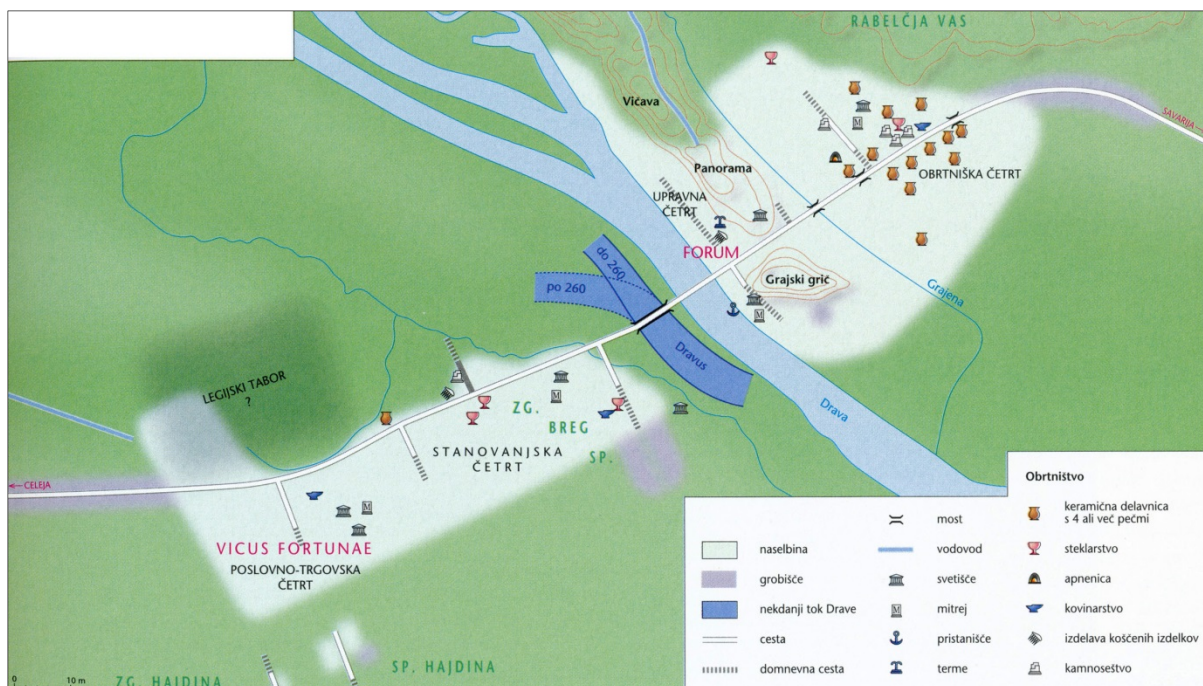 RABELČJA VAS
Vičava
SAVARIJA
M
Panorama
OBRTNIŠKA ČETRT
UPRAVNA
ČETRT
FORUM
do 260
po 260
Grajski grič
Grajena
M
Dravus
LEGIJSKI TABOR
?
Drava
ZG.
M
BREG
SP.
STANOVANJSKA
ČETRT
CELEJA
M
VICUS FORTUNAE
POSLOVNO-TRGOVSKA
ČETRT
SP. HAJDINA
ZG. HAJDINA
0 10 m
naselbina
grobišče
nekdanji tok Drave
cesta
domnevna cesta
most
vodovod
svetišče
M mitrej
pristanišče
terme
Obrtništvo
keramična delavnica
s 4 ali več pečmi
steklarstvo
apnenica
kovinarstvo
izdelava koščenih izdelkov
kamnoseštvo